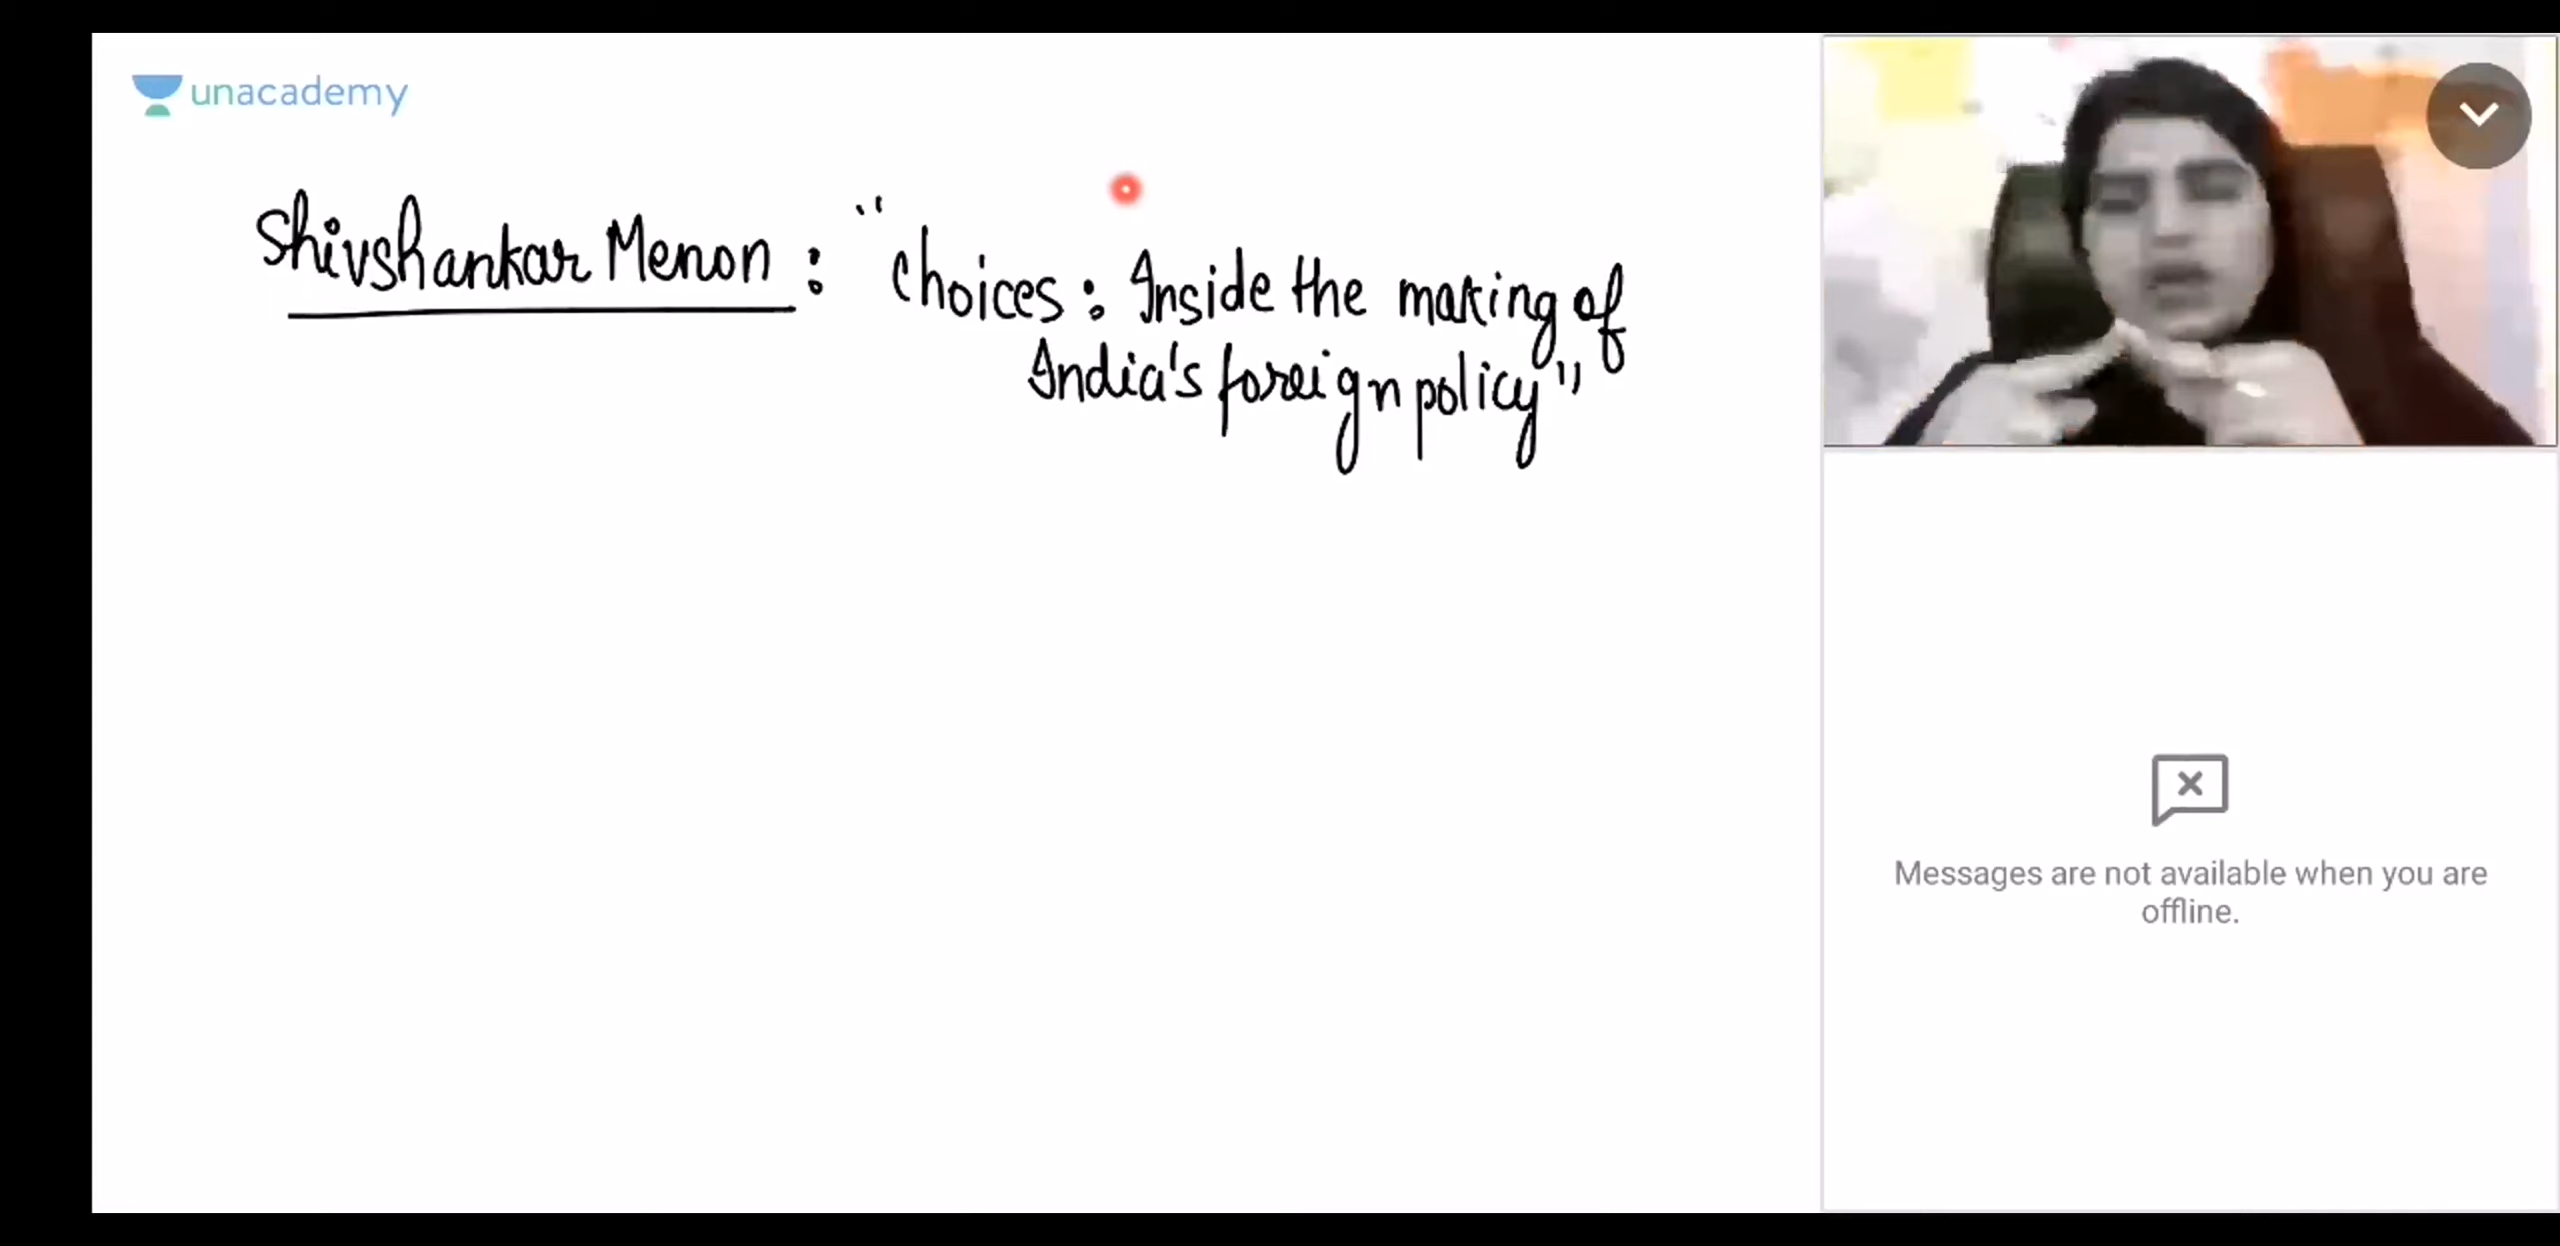 unacademy
Shivshankar Menon : "choices : Inside the making of
India's foreign policy"
Messages are not available when you are
offline.